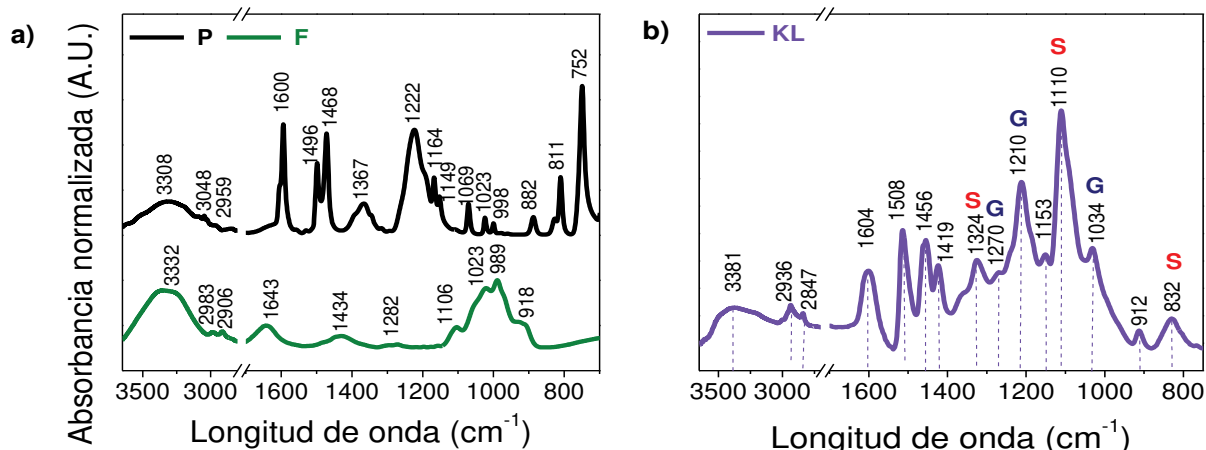 a)
P F
Absorbancia normalizada (A.U.)
3308
3048
2959
1600
1496
1468
1367
1222
1164
1149
1069
1023
998
882
811
752
3332
2983
2906
1643
1434
1282
1106
1023
989
918
3500 3000 1600 1400 1200 1000 800
Longitud de onda (cm-1)
b)
KL
3381
2936
2847
1604
1508
1456
1419
S
1324
G
1270
G
1210
1153
S
1110
G
1034
912
S
832
3500 3000 1600 1400 1200 1000 800
Longitud de onda (cm-1)